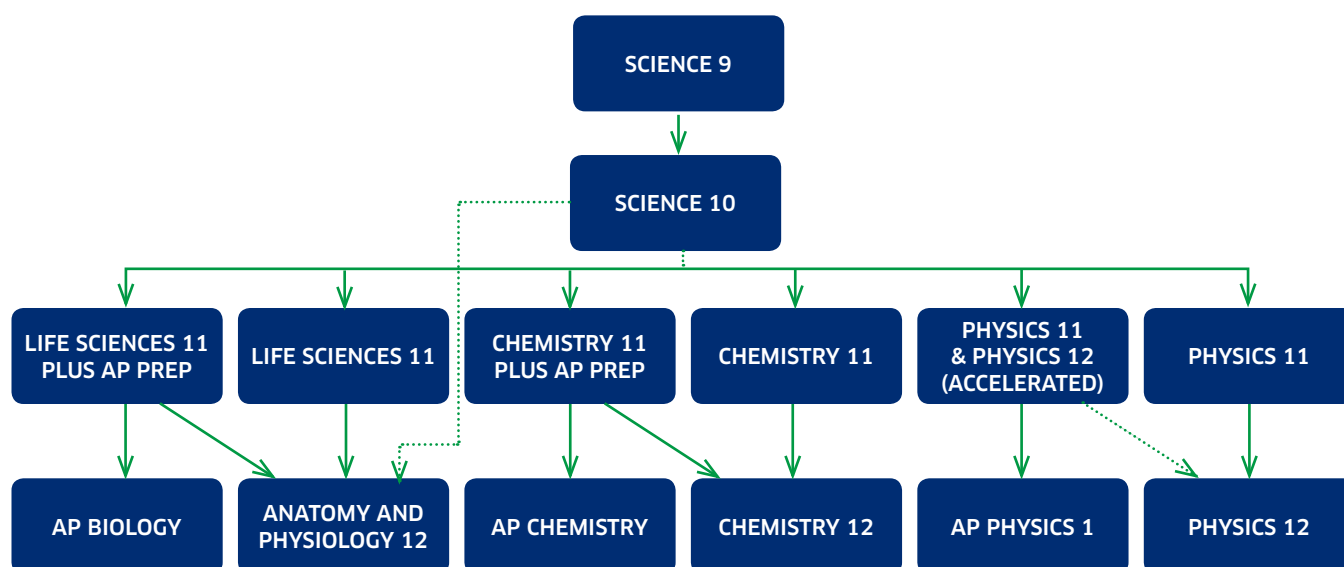 SCIENCE 9
SCIENCE 10
LIFE SCIENCES 11
PLUS AP PREP
LIFE SCIENCES 11
CHEMISTRY 11
PLUS AP PREP
CHEMISTRY 11
PHYSICS 11
& PHYSICS 12
(ACCELERATED)
PHYSICS 11
AP BIOLOGY
ANATOMY AND
PHYSIOLOGY 12
AP CHEMISTRY
CHEMISTRY 12
AP PHYSICS 1
PHYSICS 12